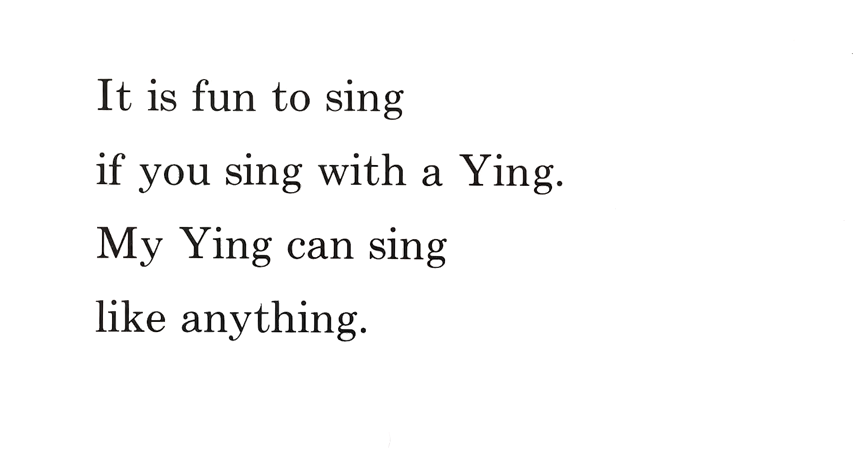 It is fun to sing
if you sing with a Ying.
My Ying can sing
like anything.